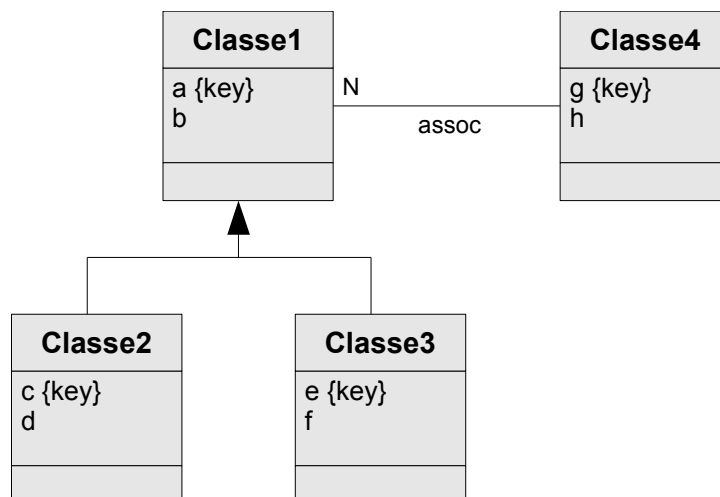 Classe1
a {key}
b
N
assoc
Classe4
g {key}
h
Classe2
c {key}
d
Classe3
e {key}
f